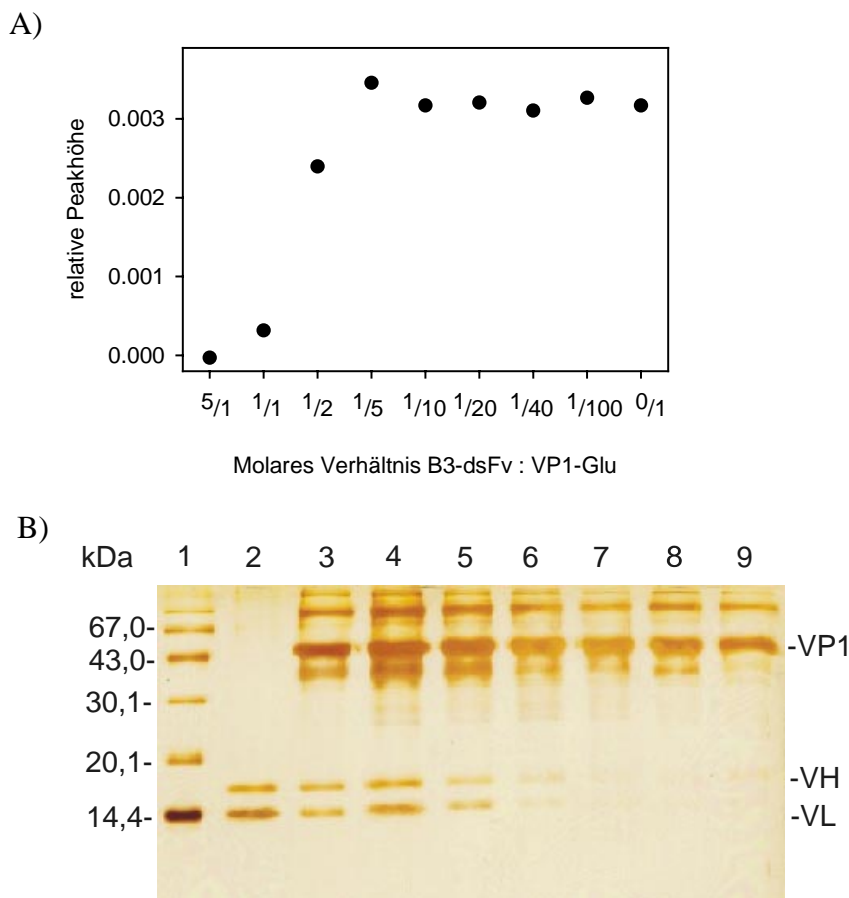 A)
relative Peakhöhe
0.003
0.002
0.001
0.000
5/1 1/1 1/2 1/5 1/10 1/20 1/40 1/100 0/1
Molares Verhältnis B3-dsFv : VP1-Glu
B)
kDa 1 2 3 4 5 6 7 8 9
67,0-
43,0-
30,1-
20,1-
14,4-
-VP1
-VH
-VL